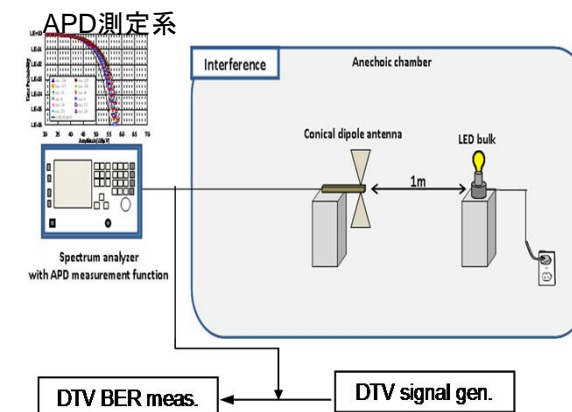 APD測定系
Interference
Anechoic chamber
Conical dipole antenna
LED bulk
1m
Spectrum analyzer
with APD measurement function
DTV BER meas.
DTV signal gen.